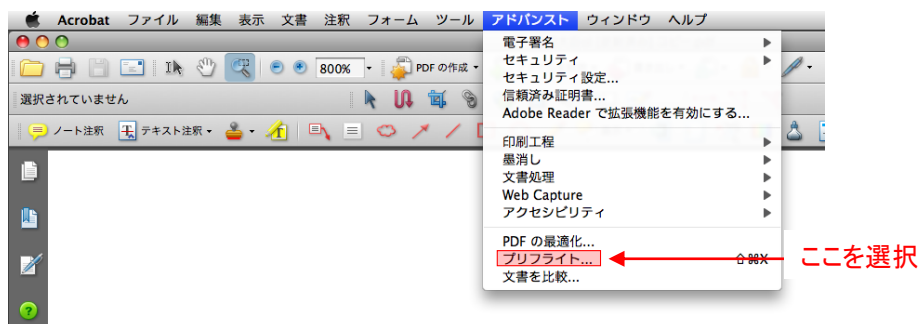 Acrobat ファイル 編集 表示 文書 注釈 フォーム ツール アドバンスト ウィンドウ ヘルプ
800% PDF の作成
選択されていません
ノート注釈 テキスト注釈
電子署名
セキュリティ
セキュリティ設定...
信頼済み証明書...
Adobe Reader で拡張機能を有効にする...
印刷工程
墨消し
文書処理
Web Capture
アクセシビリティ
PDF の最適化...
プリフライト... ⇧⌘X
文書を比較...
ここを選択